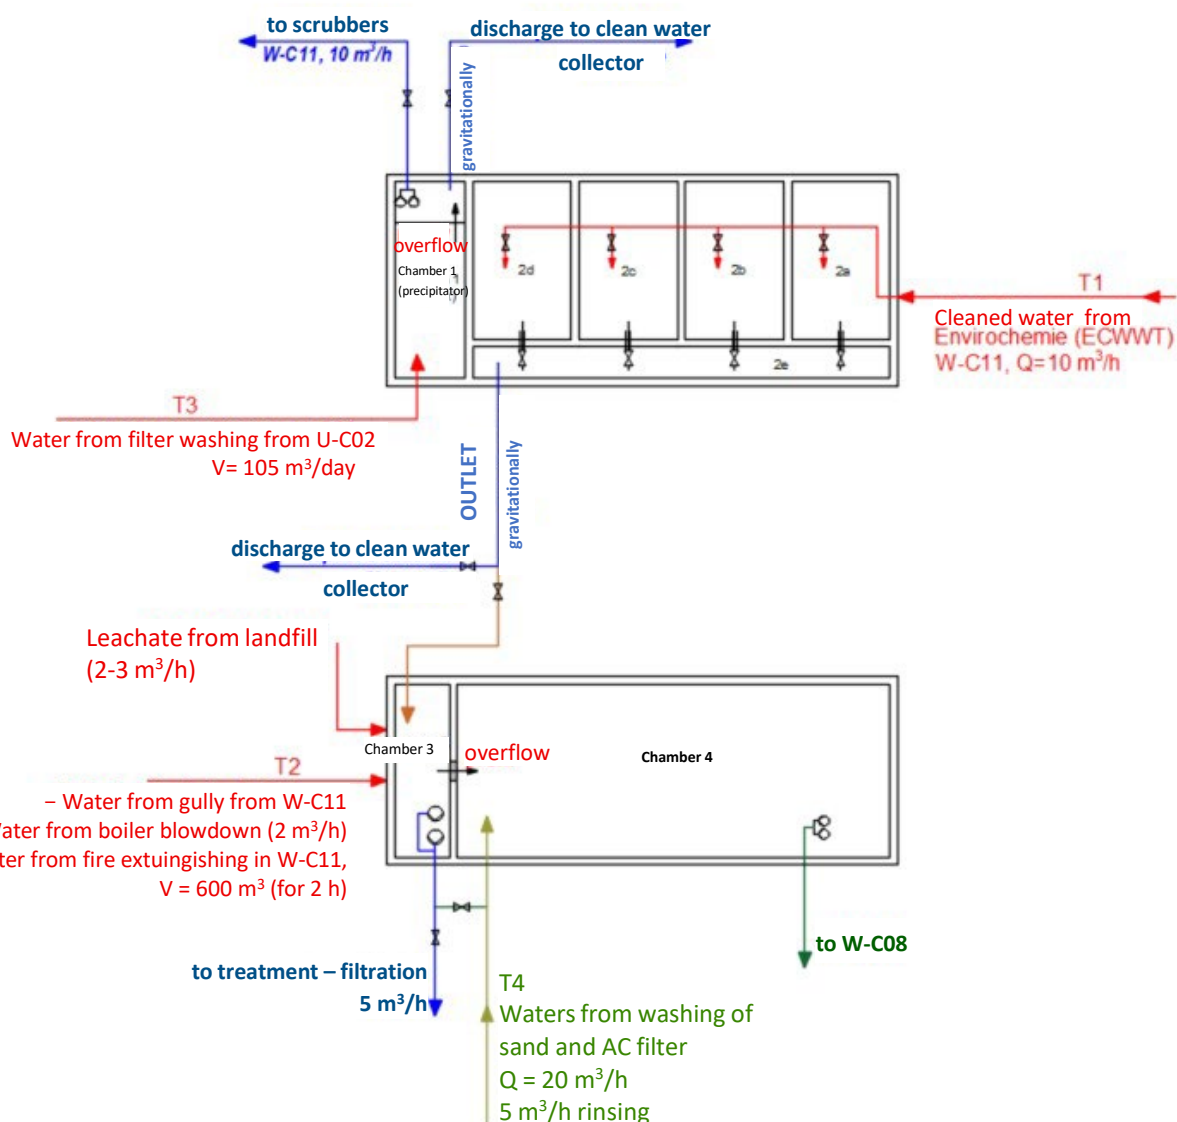 to scrubbers
W-C11, 10 m³/h
discharge to clean water
collector
gravitationally
overflow
Chamber 1
(precipitator)
2d
2c
2b
2a
2e
T1
Cleaned water from
Envirochemie (ECWWT)
W-C11, Q=10 m³/h
T3
Water from filter washing from U-C02
V= 105 m³/day
OUTLET
gravitationally
discharge to clean water
collector
Leachate from landfill
(2-3 m³/h)
Chamber 3
overflow
Chamber 4
T2
– Water from gully from W-C11
Water from boiler blowdown (2 m³/h)
ter from fire extuingishing in W-C11,
V = 600 m³ (for 2 h)
to W-C08
to treatment – filtration
5 m³/h
T4
Waters from washing of
sand and AC filter
Q = 20 m³/h
5 m³/h rinsing